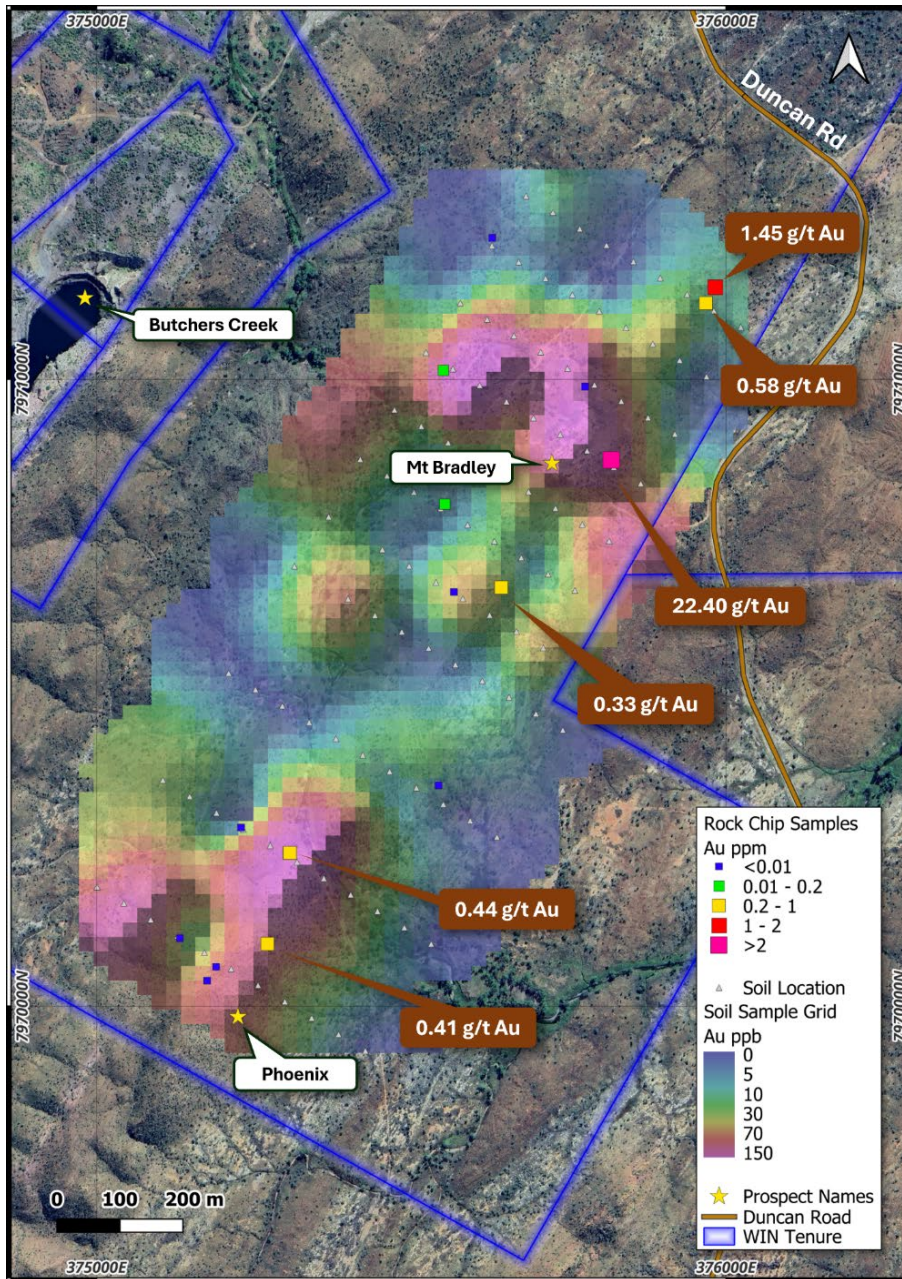 375000E
376000E
Duncan Rd
1.45 g/t Au
Butchers Creek
0.58 g/t Au
7971000N
7971000N
Mt Bradley
22.40 g/t Au
0.33 g/t Au
Rock Chip Samples
Au ppm
<0.01
0.01 - 0.2
0.2 - 1
1 - 2
>2
0.44 g/t Au
Soil Location
7970000N
7970000N
0.41 g/t Au
Soil Sample Grid
Au ppb
0
5
10
30
70
150
Phoenix
Prospect Names
Duncan Road
WIN Tenure
0 100 200 m
375000E
376000E